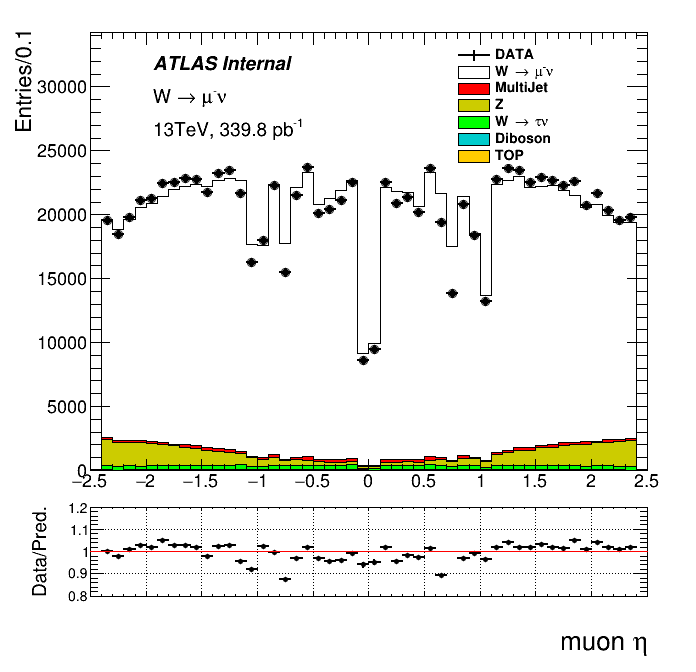 Entries/0.1
ATLAS Internal
W → μ⁻ν
13TeV, 339.8 pb⁻¹
DATA
W → μ⁻ν
MultiJet
Z
W → τν
Diboson
TOP
30000
25000
20000
15000
10000
5000
0
−2.5 −2 −1.5 −1 −0.5 0 0.5 1 1.5 2 2.5
Data/Pred.
1.2
1.1
1
0.9
0.8
muon η